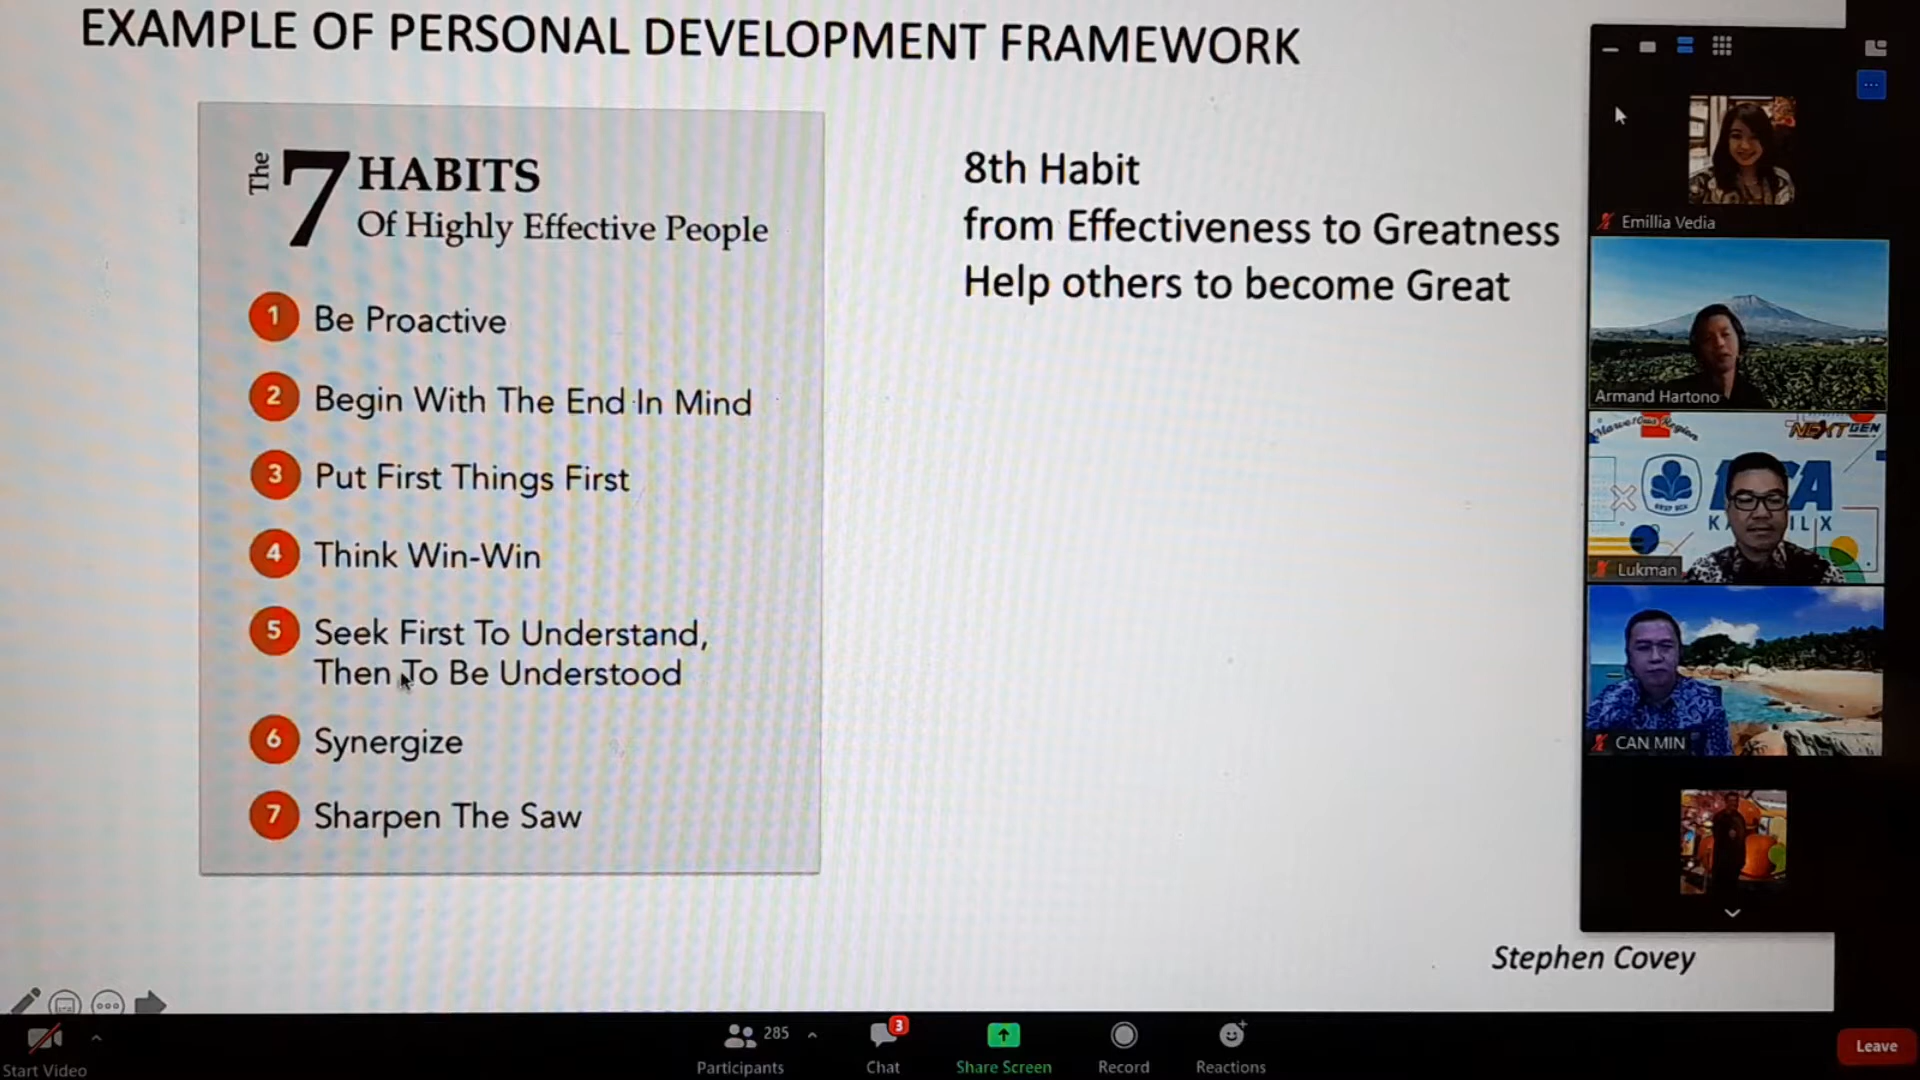 EXAMPLE OF PERSONAL DEVELOPMENT FRAMEWORK
The 7 HABITS
Of Highly Effective People
1 Be Proactive
2 Begin With The End In Mind
3 Put First Things First
4 Think Win-Win
5 Seek First To Understand,
Then To Be Understood
6 Synergize
7 Sharpen The Saw
8th Habit
from Effectiveness to Greatness
Help others to become Great
Stephen Covey
Emillia Vedia
Armand Hartono
Region
NEXTGEN
Lukman
CAN MIN
Start Video
285
Participants
3
Chat
Share Screen
Record
Reactions
Leave